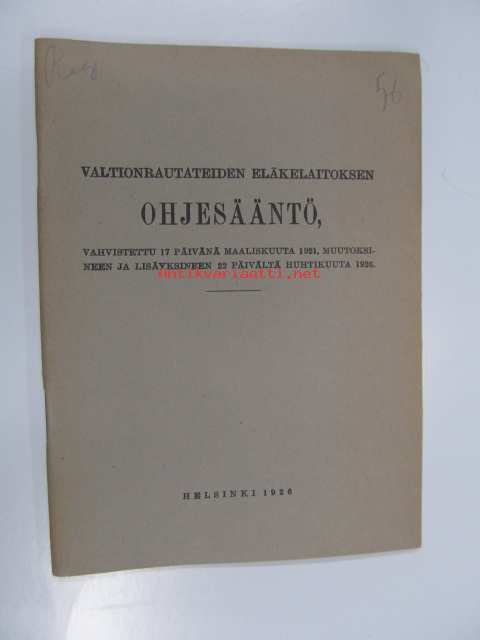 56
VALTIONRAUTATEIDEN ELÄKELAITOKSEN
OHJESÄÄNTÖ,
VAHVISTETTU 17 PÄIVÄNÄ MAALISKUUTA 1921, MUUTOKSI-
NEEN JA LISÄYKSINEEN 22 PÄIVÄLTÄ HUHTIKUUTA 1926.
antikvariaatti.net
HELSINKI 1926